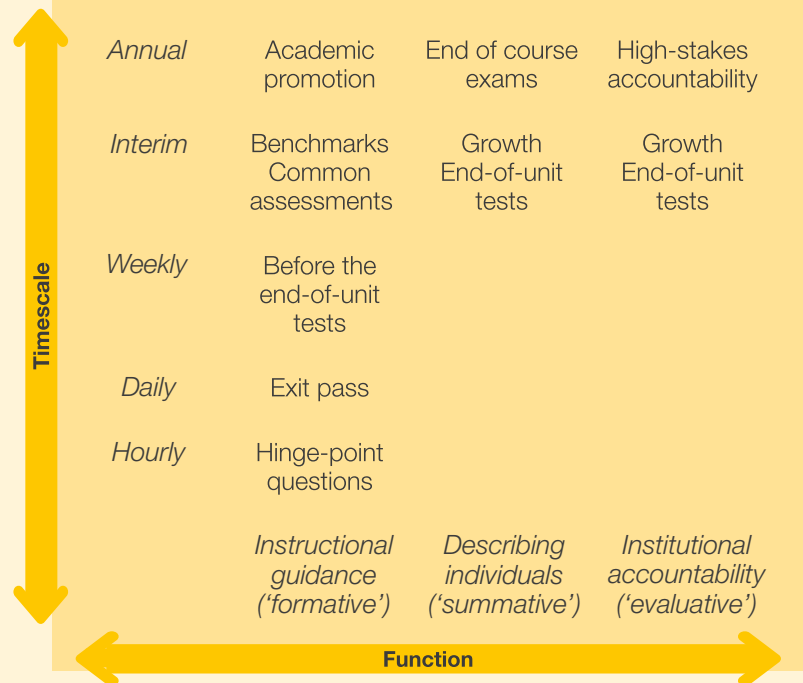 Annual
Academic
promotion
End of course
exams
High-stakes
accountability
Interim
Benchmarks
Common
assessments
Growth
End-of-unit
tests
Growth
End-of-unit
tests
Weekly
Before the
end-of-unit
tests
Daily
Exit pass
Hourly
Hinge-point
questions
Timescale
Instructional
guidance
(‘formative’)
Describing
individuals
(‘summative’)
Institutional
accountability
(‘evaluative’)
Function